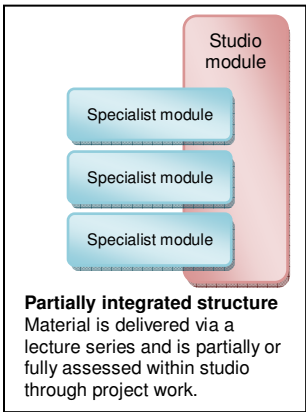 Studio
module
Specialist module
Specialist module
Specialist module
Partially integrated structure
Material is delivered via a
lecture series and is partially or
fully assessed within studio
through project work.